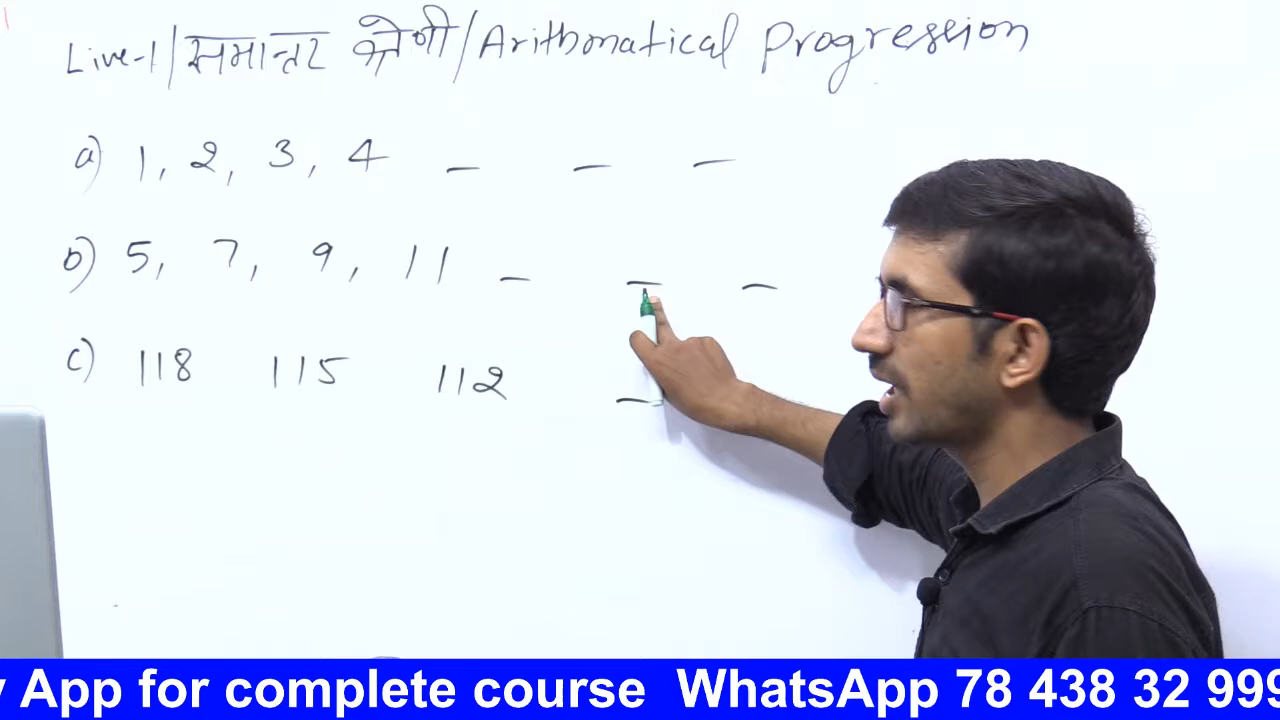 Live-1/समान्तर श्रेणी/Arithmatical Progression
a) 1, 2, 3, 4 _ _ _
b) 5, 7, 9, 11 _ _ _
c) 118 115 112 _
App for complete course WhatsApp 78 438 32 999